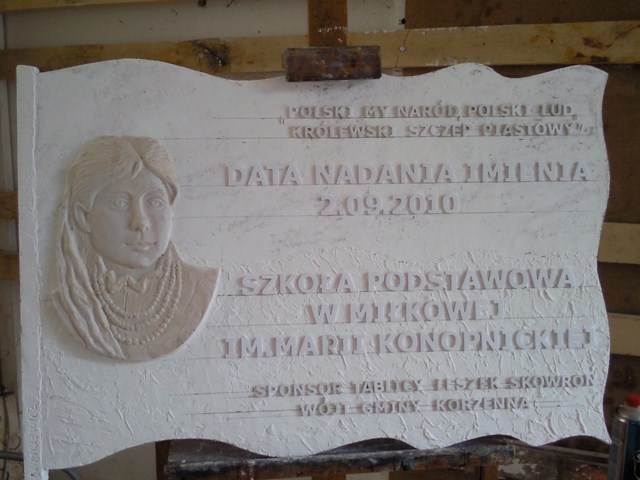 „POLSKI MY NARÓD, POLSKI LUD,
KRÓLEWSKI SZCZEP PIASTOWY"
DATA NADANIA IMIENIA
2.09.2010
SZKOŁA PODSTAWOWA
W MIŁKOWEJ
IM.MARII KONOPNICKIEJ
SPONSOR TABLICY LESZEK SKOWRON
WÓJT GMINY KORZENNA